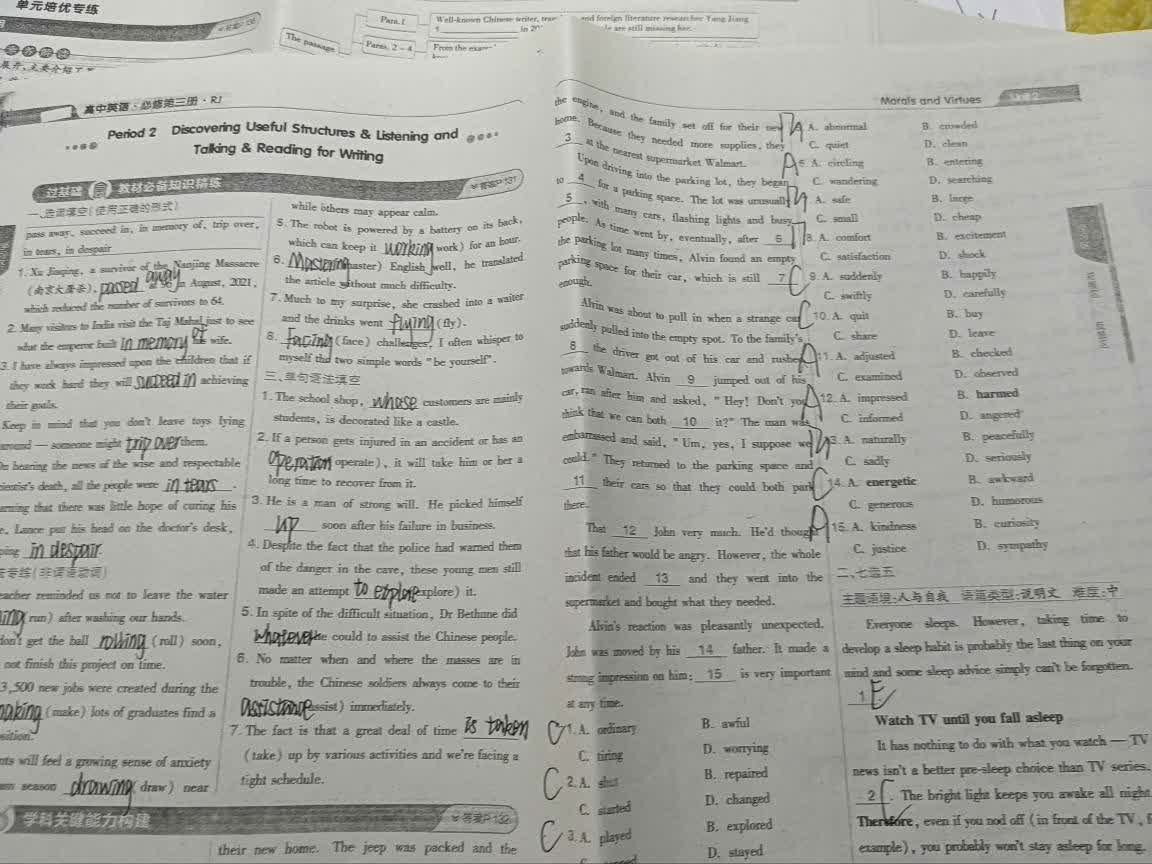 单元培优专练
Para. 1
Paras. 2-4
The passage
Well-known Chinese writer,
and foreign literature researcher Yang Jiang
in
are still missing her.
From the
高中英语·必修第三册·RJ
Period 2 Discovering Useful Structures & Listening and
Talking & Reading for Writing
过基础 教材必备知识精练
答案P131
一、选词填空(使用正确的形式)
pass away, succeed in, in memory of, trip over,
in tears, in despair
1. Xu Jiaqing, a survivor of the Nanjing Massacre
(南京大屠杀), passed away at 96 in August, 2021,
which reduced the number of survivors to 64.
2. Many visitors to India visit the Taj Mahal just to see
what the emperor built in memory of wife.
3. I have always impressed upon the children that if
they work hard they will succeed in achieving
their goals.
Keep in mind that you don't leave toys lying
around — someone might trip over them.
On hearing the news of the wise and respectable
scientist's death, all the people were in tears.
that there was little hope of curing his
Lance put his head on the doctor's desk,
in despair
专练(非谓语动词)
teacher reminded us not to leave the water
(run) after washing our hands.
don't get the ball rolling (roll) soon,
not finish this project on time.
3,500 new jobs were created during the
making (make) lots of graduates find a
will feel a growing sense of anxiety
season drawing (draw) near
while others may appear calm.
5. The robot is powered by a battery on its back,
which can keep it working (work) for an hour.
6. Mastering (master) English well, he translated
the article without much difficulty.
7. Much to my surprise, she crashed into a waiter
and the drinks went flying (fly).
8. Facing (face) challenges, I often whisper to
myself the two simple words "be yourself".
三、单句语法填空
1. The school shop, whose customers are mainly
students, is decorated like a castle.
2. If a person gets injured in an accident or has an
operation (operate), it will take him or her a
long time to recover from it.
3. He is a man of strong will. He picked himself
up soon after his failure in business.
4. Despite the fact that the police had warned them
of the danger in the cave, these young men still
made an attempt to explore (explore) it.
5. In spite of the difficult situation, Dr Bethune did
whatever he could to assist the Chinese people.
6. No matter when and where the masses are in
trouble, the Chinese soldiers always come to their
assistance (assist) immediately.
7. The fact is that a great deal of time is taken
(take) up by various activities and we're facing a
tight schedule.
学科关键能力构建
答案P132
their new home. The jeep was packed and the
Morals and Virtues
the engine, and the family set off for their new
home. Because they needed more supplies, they
3 at the nearest supermarket Walmart.
Upon driving into the parking lot, they began
to 4 for a parking space. The lot was unusually
5, with many cars, flashing lights and busy
people. As time went by, eventually, after 6
the parking lot many times, Alvin found an empty
parking space for their car, which is still 7
enough.
Alvin was about to pull in when a strange car
suddenly pulled into the empty spot. To the family's
8 the driver got out of his car and rushed
towards Walmart. Alvin 9 jumped out of his
car, ran after him and asked, "Hey! Don't you
think that we can both 10 it?" The man was
embarrassed and said, "Um, yes, I suppose we
could." They returned to the parking space and
11 their cars so that they could both park
there.
That 12 John very much. He'd thought
that his father would be angry. However, the whole
incident ended 13 and they went into the
supermarket and bought what they needed.
Alvin's reaction was pleasantly unexpected.
John was moved by his 14 father. It made a
strong impression on him: 15 is very important
at any time.
C 1. A. ordinary B. awful
C. tiring D. worrying
C 2. A. shut B. repaired
C. started D. changed
C 3. A. played B. explored
D. stayed
A. abnormal B. crowded
C. quiet D. clean
A 6. A. circling B. entering
C. wandering D. searching
A. safe B. large
C. small D. cheap
D 8. A. comfort B. excitement
C. satisfaction D. shock
C 9. A. suddenly B. happily
C. swiftly D. carefully
C 10. A. quit B. buy
C. share D. leave
A 11. A. adjusted B. checked
C. examined D. observed
A 12. A. impressed B. harmed
C. informed D. angered
3. A. naturally B. peacefully
C. sadly D. seriously
C 14. A. energetic B. awkward
C. generous D. humorous
A 15. A. kindness B. curiosity
C. justice D. sympathy
二、七选五
主题语境:人与自我 语篇类型:说明文 难度:中
Everyone sleeps. However, taking time to
develop a sleep habit is probably the last thing on your
mind and some sleep advice simply can't be forgotten.
1 E
Watch TV until you fall asleep
It has nothing to do with what you watch — TV
news isn't a better pre-sleep choice than TV series.
2. The bright light keeps you awake all night.
Therefore, even if you nod off (in front of the TV, f
example), you probably won't stay asleep for long.